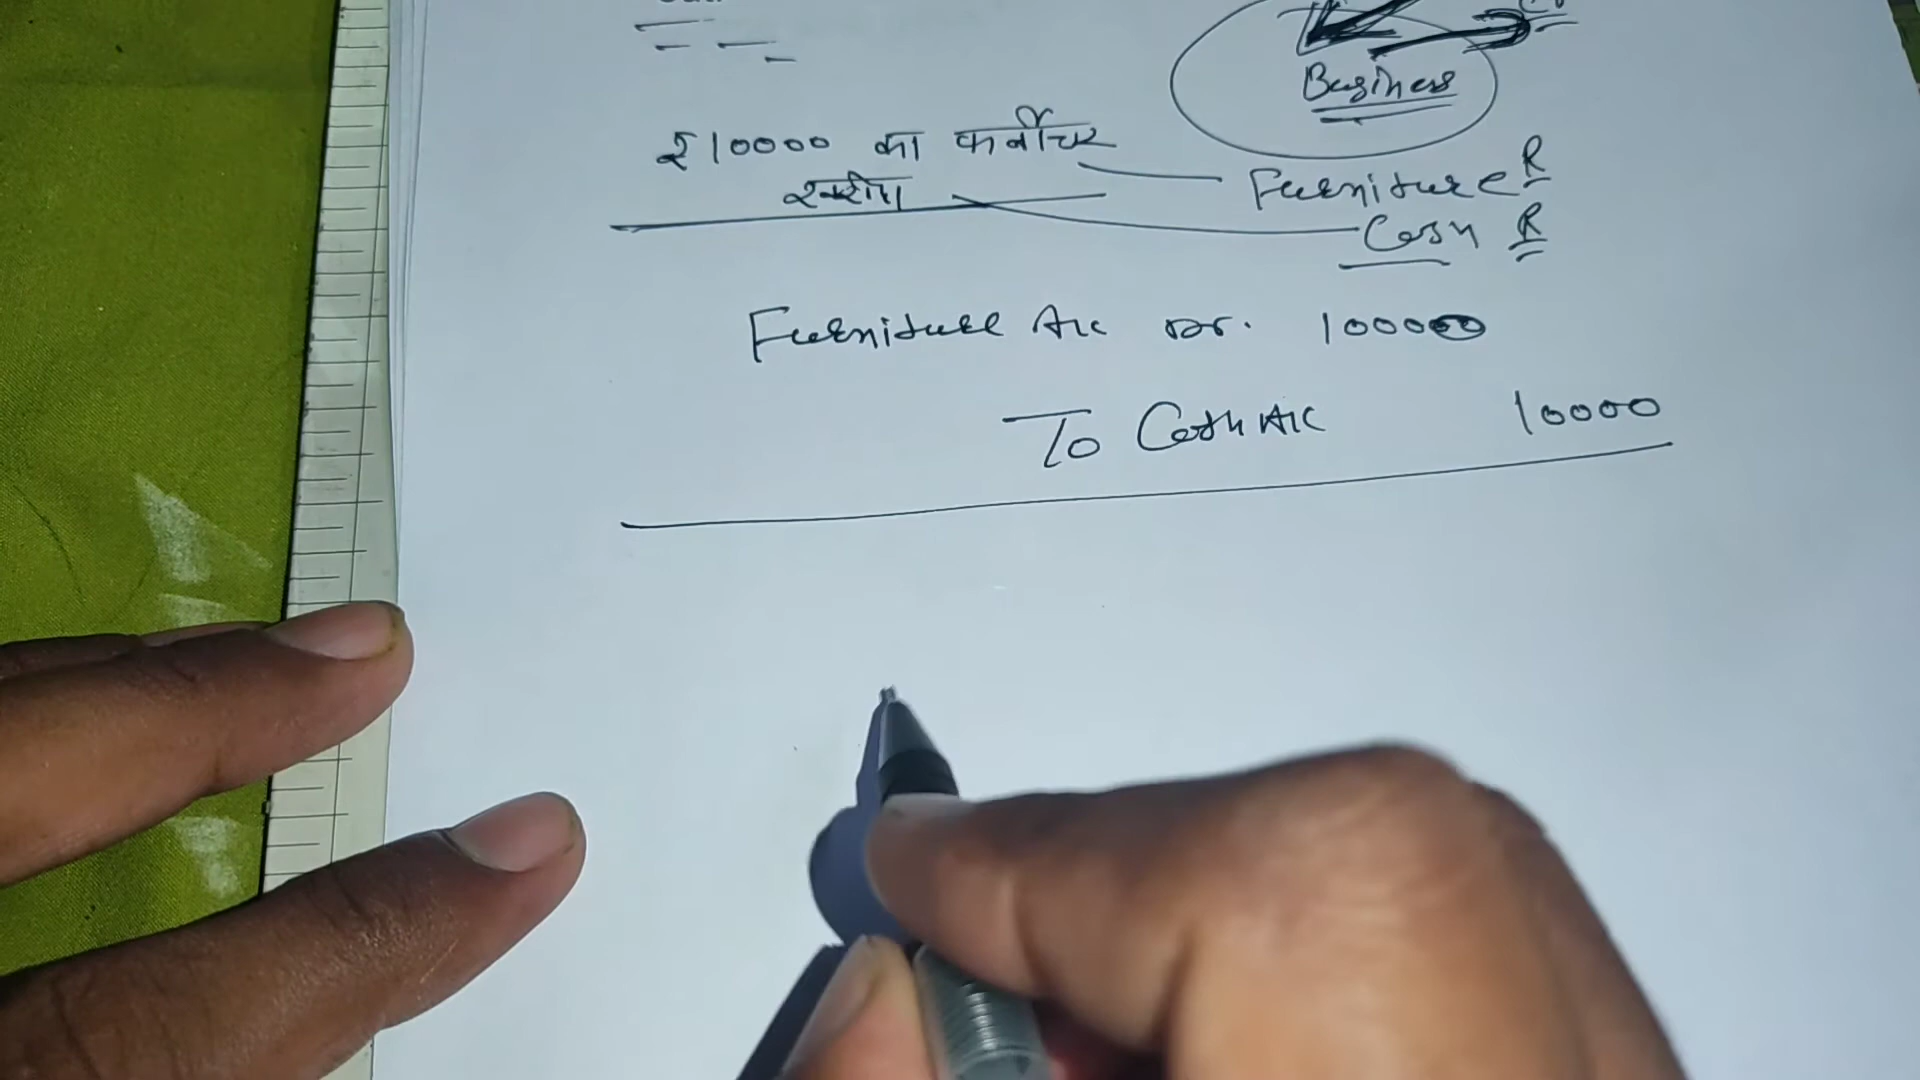 Business
₹10000 का फर्नीचर
खरीदा
Furniture R
Cash R
Furniture A/c Dr. 10000
To Cash A/c 10000